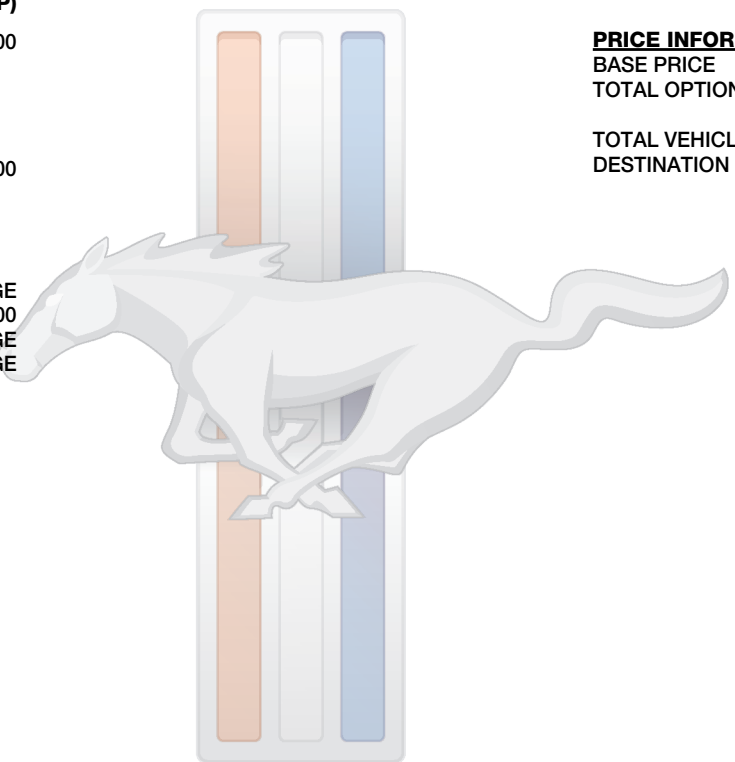 P)
00
00
GE
00
GE
GE
PRICE INFOR
BASE PRICE
TOTAL OPTION
TOTAL VEHICL
DESTINATION